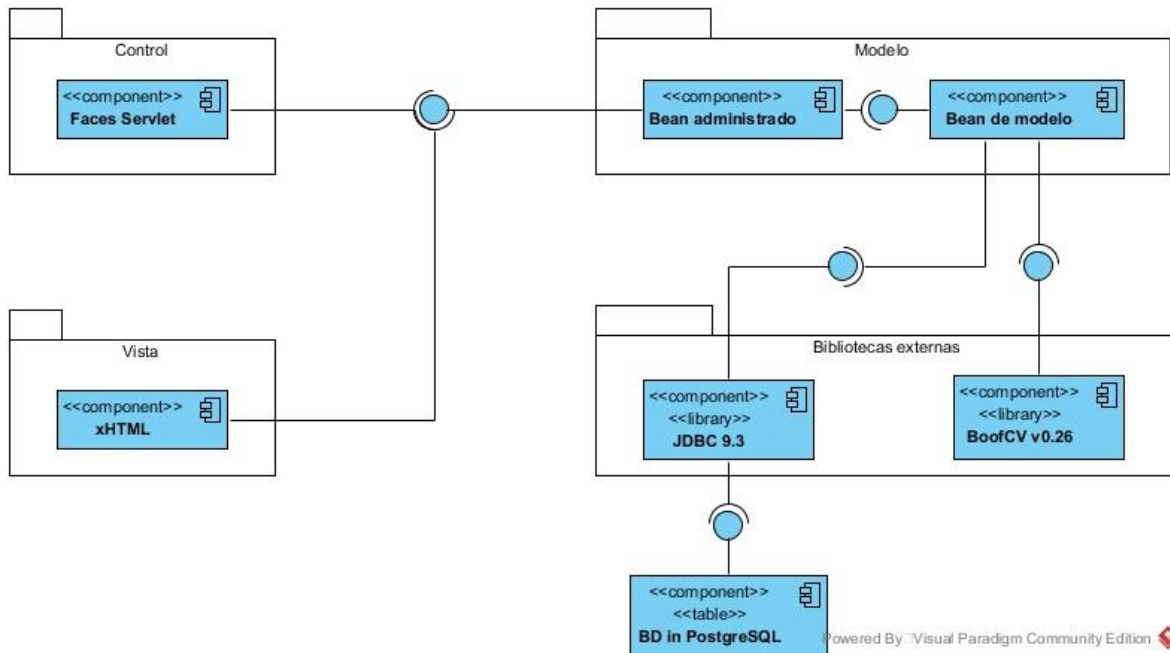 Control
<<component>>
Faces Servlet
Modelo
<<component>>
Bean administrado
<<component>>
Bean de modelo
Vista
<<component>>
xHTML
Bibliotecas externas
<<component>>
<<library>>
JDBC 9.3
<<component>>
<<library>>
BoofCV v0.26
<<component>>
<<table>>
BD in PostgreSQL
Powered By Visual Paradigm Community Edition